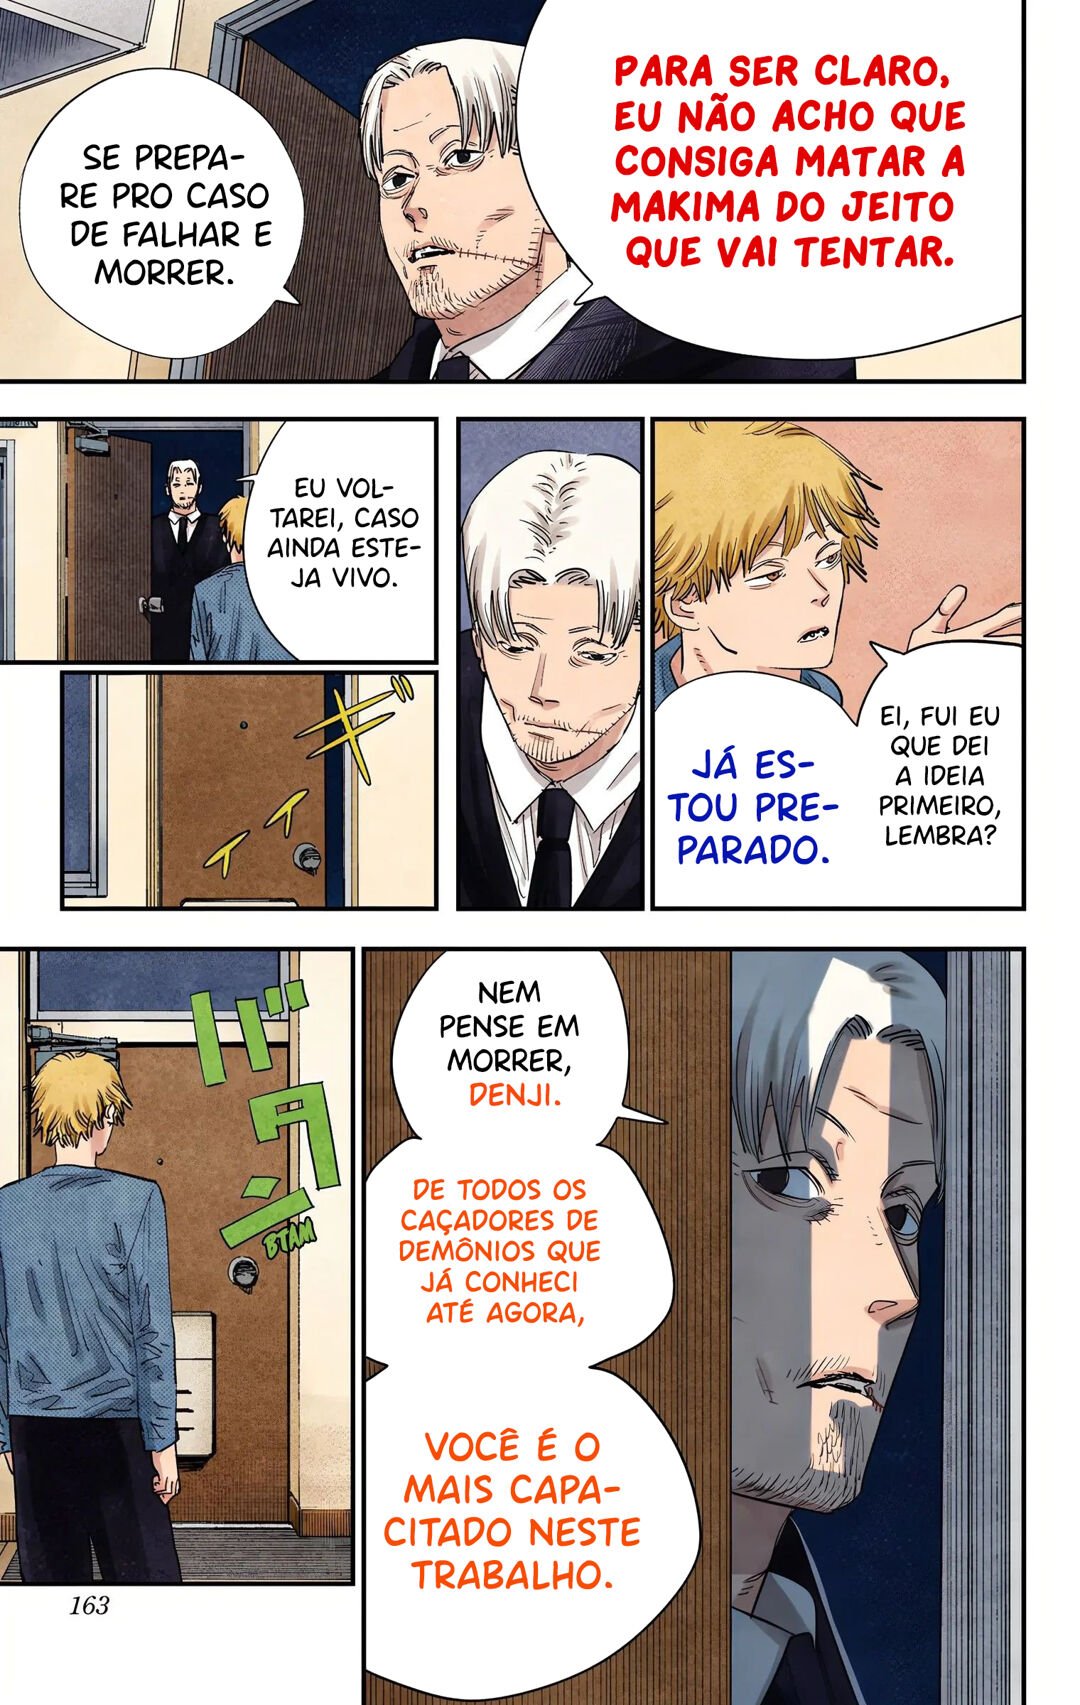 PARA SER CLARO,
EU NÃO ACHO QUE
CONSIGA MATAR A
MAKIMA DO JEITO
QUE VAI TENTAR.
SE PREPA-
RE PRO CASO
DE FALHAR E
MORRER.
EI, FUI EU
QUE DEI
A IDEIA
PRIMEIRO,
LEMBRA?
JÁ ES-
TOU PRE-
PARADO.
EU VOL-
TAREI, CASO
AINDA ESTE-
JA VIVO.
ギィィ
NEM
PENSE EM
MORRER,
DENJI.
DE TODOS OS
CAÇADORES DE
DEMÔNIOS QUE
JÁ CONHECI
ATÉ AGORA,
VOCÊ É O
MAIS CAPA-
CITADO NESTE
TRABALHO.
バタン
BTAM
163